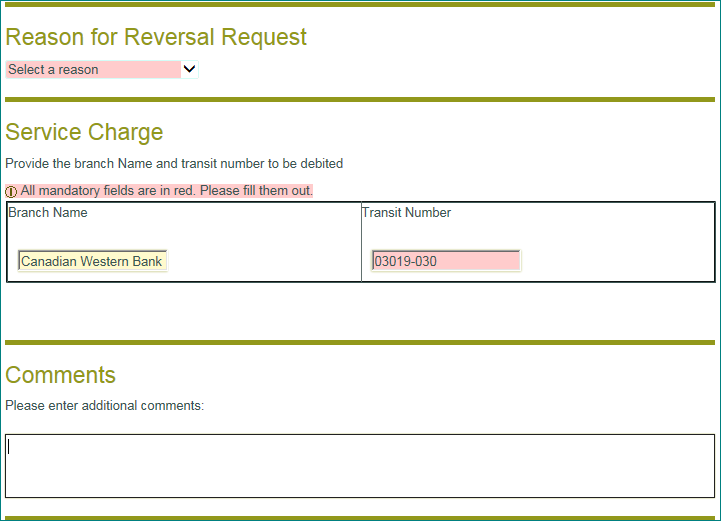 Reason for Reversal Request
Select a reason
Service Charge
Provide the branch Name and transit number to be debited
All mandatory fields are in red. Please fill them out.
Branch Name Transit Number
Canadian Western Bank 03019-030
Comments
Please enter additional comments: